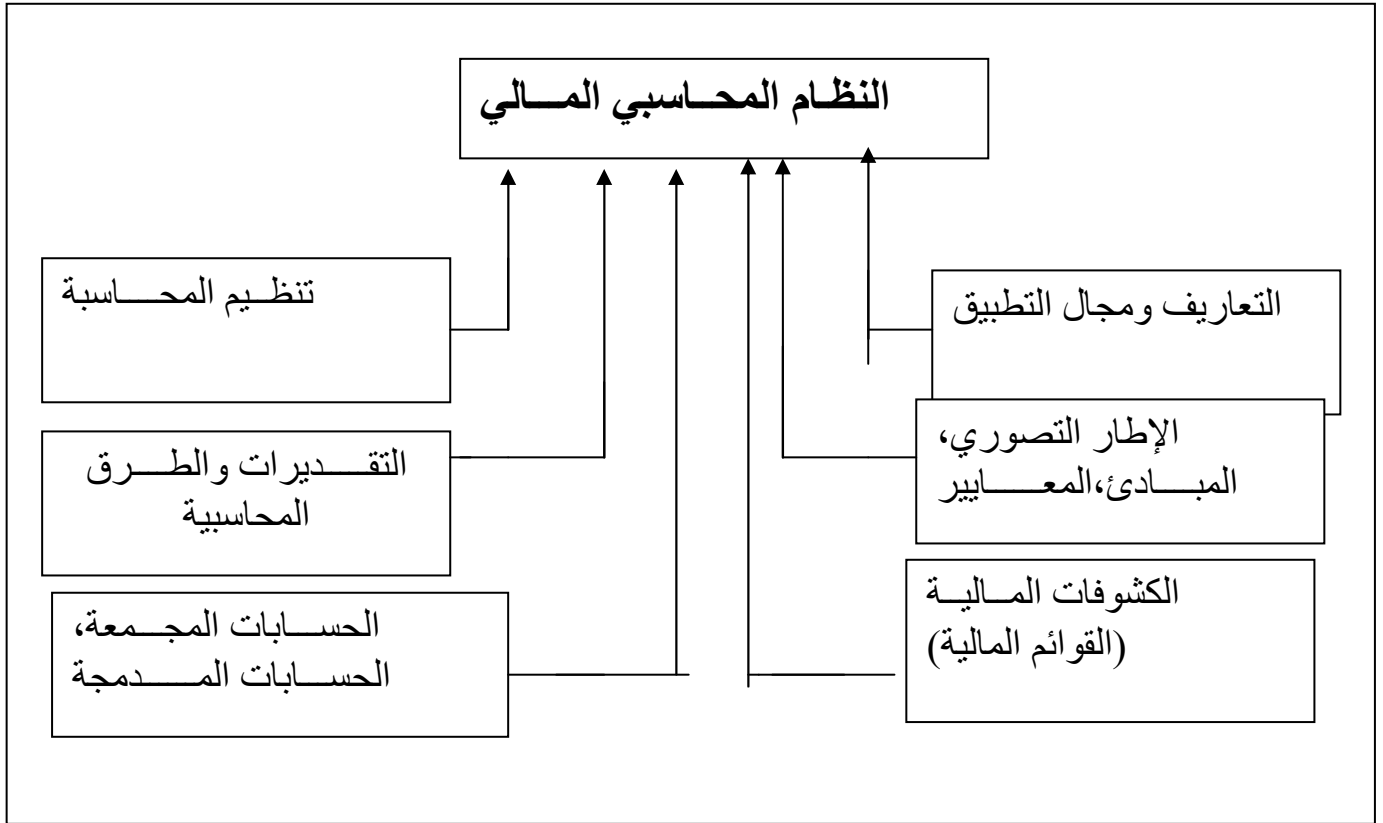 النظام المحاسبي المالي
التعاريف ومجال التطبيق
الإطار التصوري،
المبادئ،المعايير
الكشوفات المالية
(القوائم المالية)
تنظيم المحاسبة
التقديرات والطرق
المحاسبية
الحسابات المجمعة،
الحسابات المدمجة